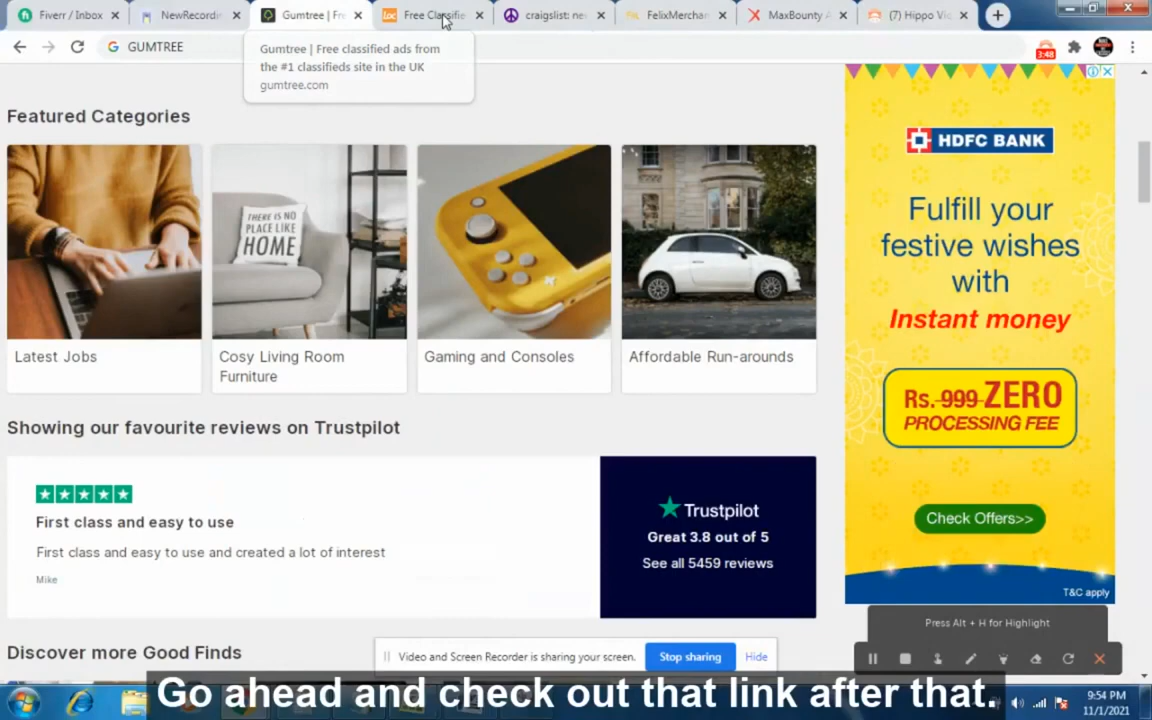 Fiverr / Inbox
NewRecordin
Gumtree | Fre
Free Classifie
craigslist: ne
FelixMerchan
MaxBounty A
(7) Hippo Vic
GUMTREE
3:48
Gumtree | Free classified ads from
the #1 classifieds site in the UK
gumtree.com
Featured Categories
THERE IS NO
PLACE LIKE
HOME
Latest Jobs
Cosy Living Room
Furniture
Gaming and Consoles
Affordable Run-arounds
Showing our favourite reviews on Trustpilot
First class and easy to use
First class and easy to use and created a lot of interest
Mike
Trustpilot
Great 3.8 out of 5
See all 5459 reviews
Discover more Good Finds
HDFC BANK
Fulfill your
festive wishes
with
Instant money
Rs. 999 ZERO
PROCESSING FEE
Check Offers>>
T&C apply
Press Alt + H for Highlight
Video and Screen Recorder is sharing your screen.
Stop sharing
Hide
Go ahead and check out that link after that.
9:54 PM
11/1/2021